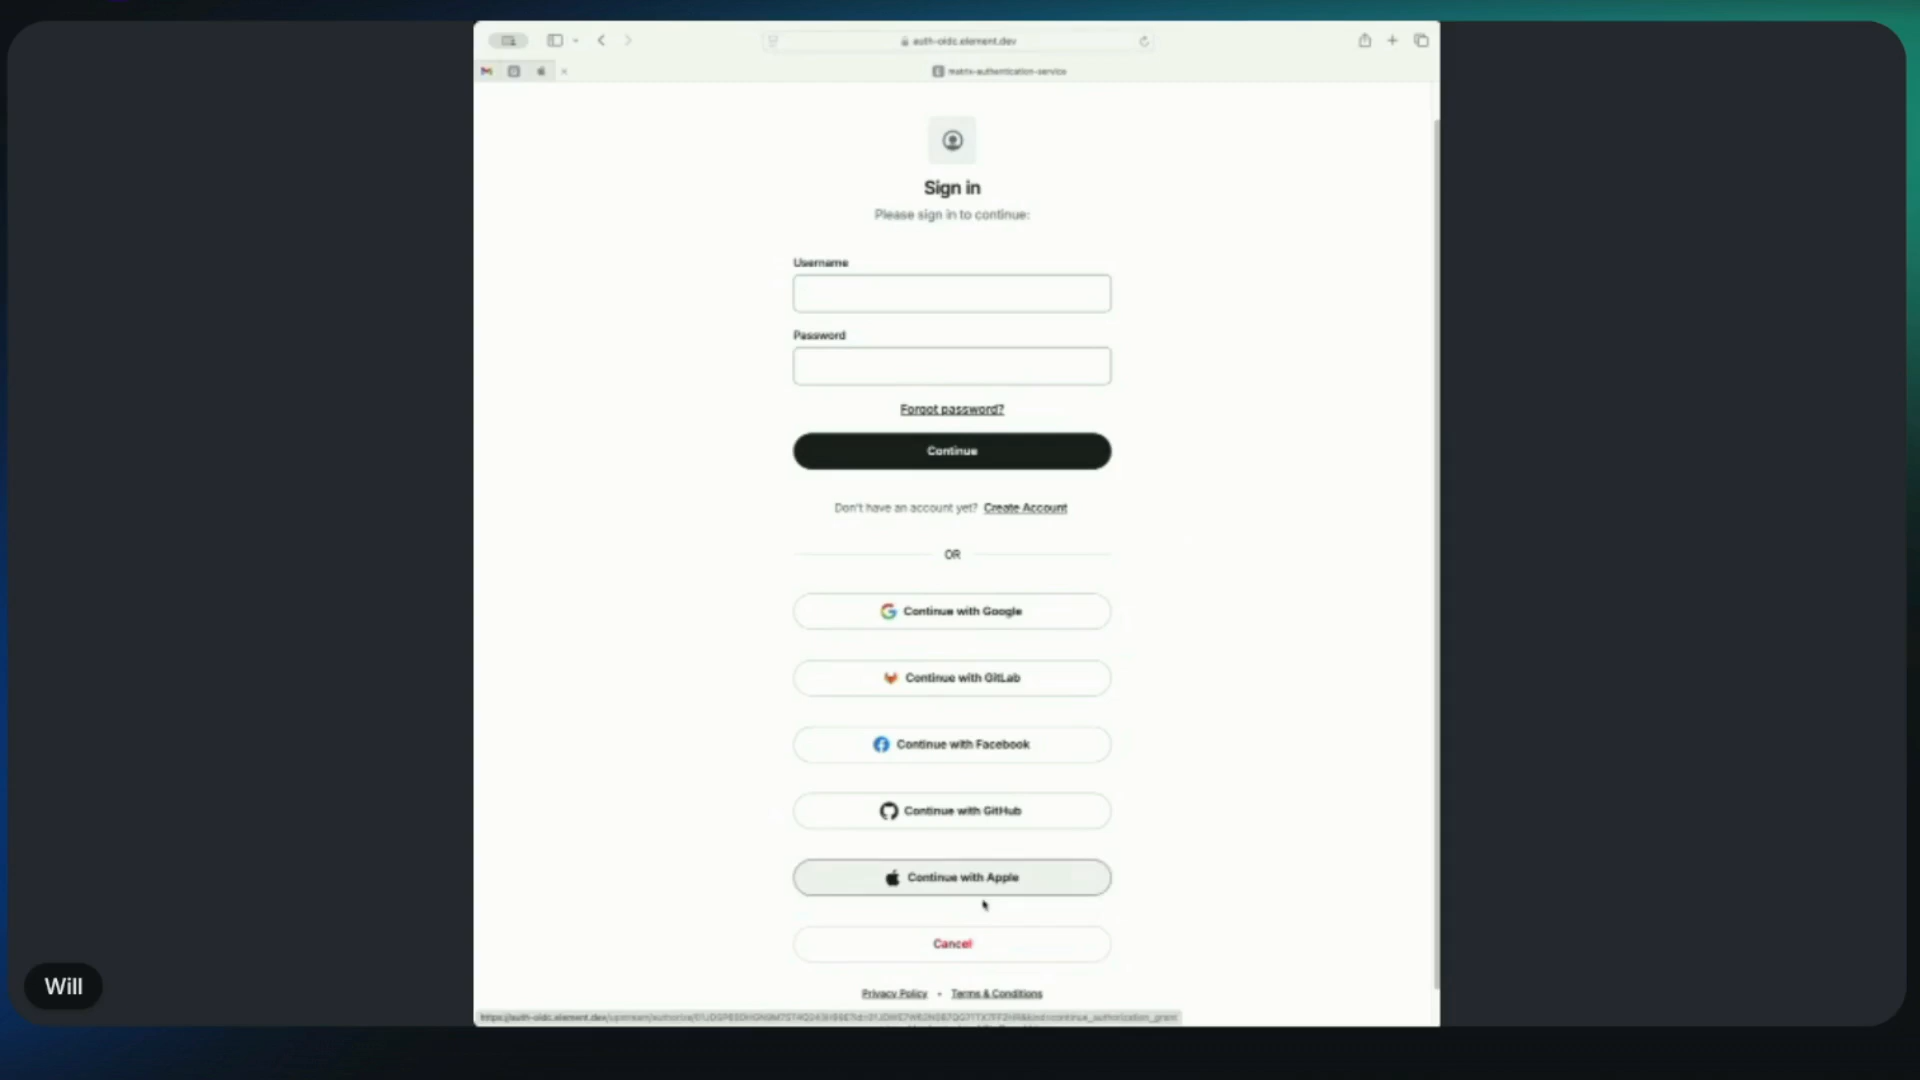 auth-oidc.element.dev
matrix-authentication-service
Sign in
Please sign in to continue:
Username
Password
Forgot password?
Continue
Don't have an account yet? Create Account
OR
Continue with Google
Continue with GitLab
Continue with Facebook
Continue with GitHub
Continue with Apple
Cancel
Privacy Policy • Terms & Conditions
Will